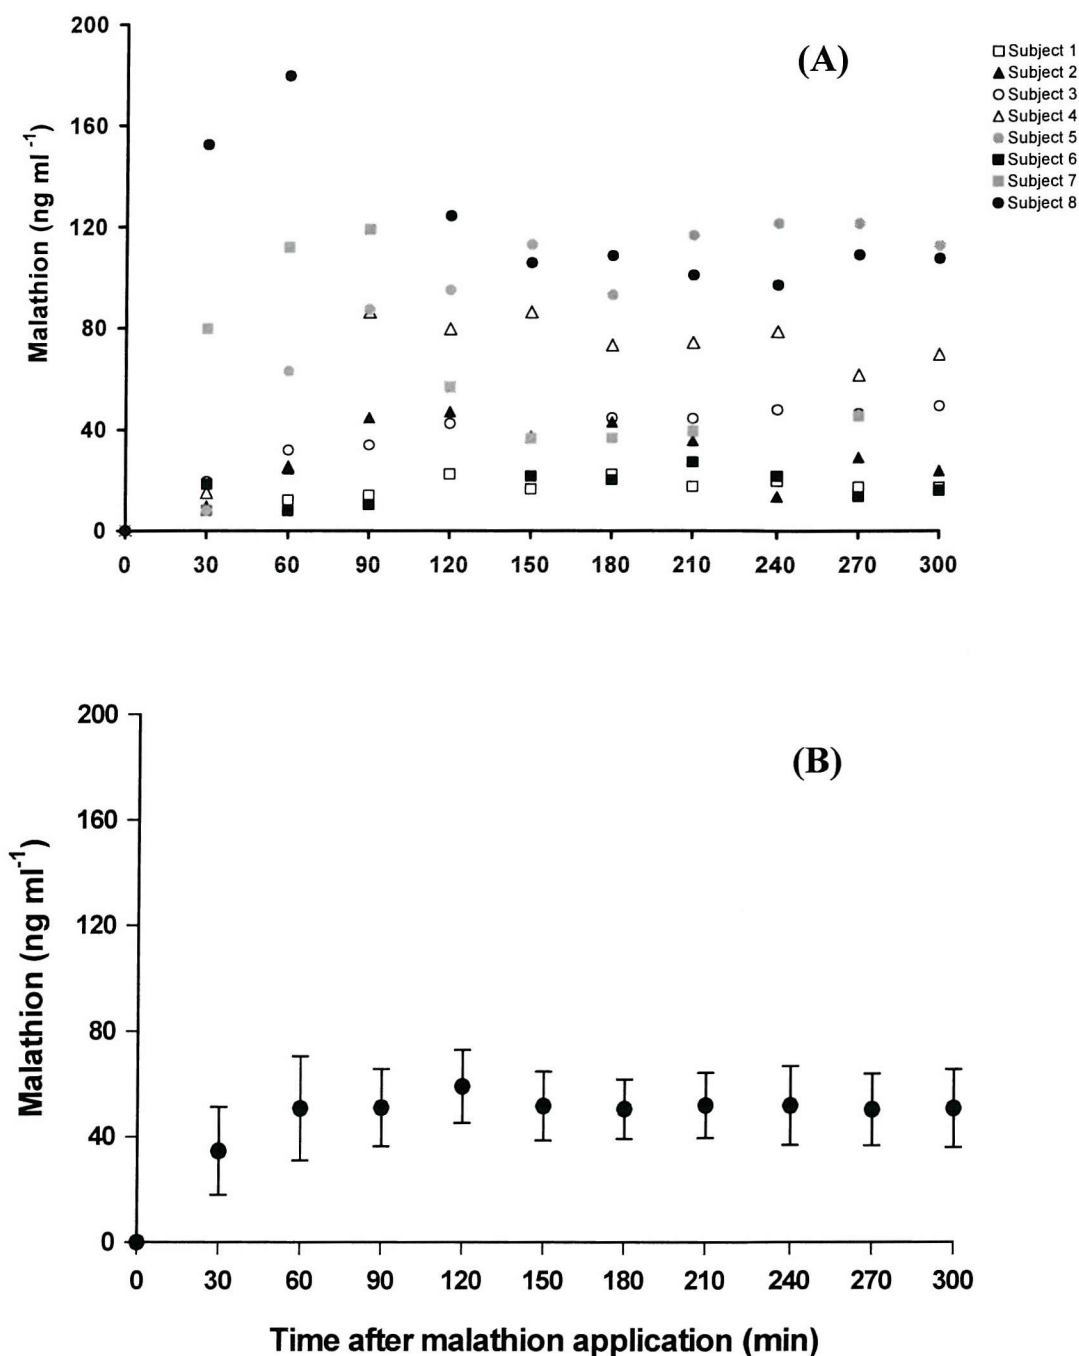 200
160
120
80
40
0
Malathion (ng ml⁻¹)
(A)
Subject 1
Subject 2
Subject 3
Subject 4
Subject 5
Subject 6
Subject 7
Subject 8
0 30 60 90 120 150 180 210 240 270 300
200
160
120
80
40
0
Malathion (ng ml⁻¹)
(B)
0 30 60 90 120 150 180 210 240 270 300
Time after malathion application (min)